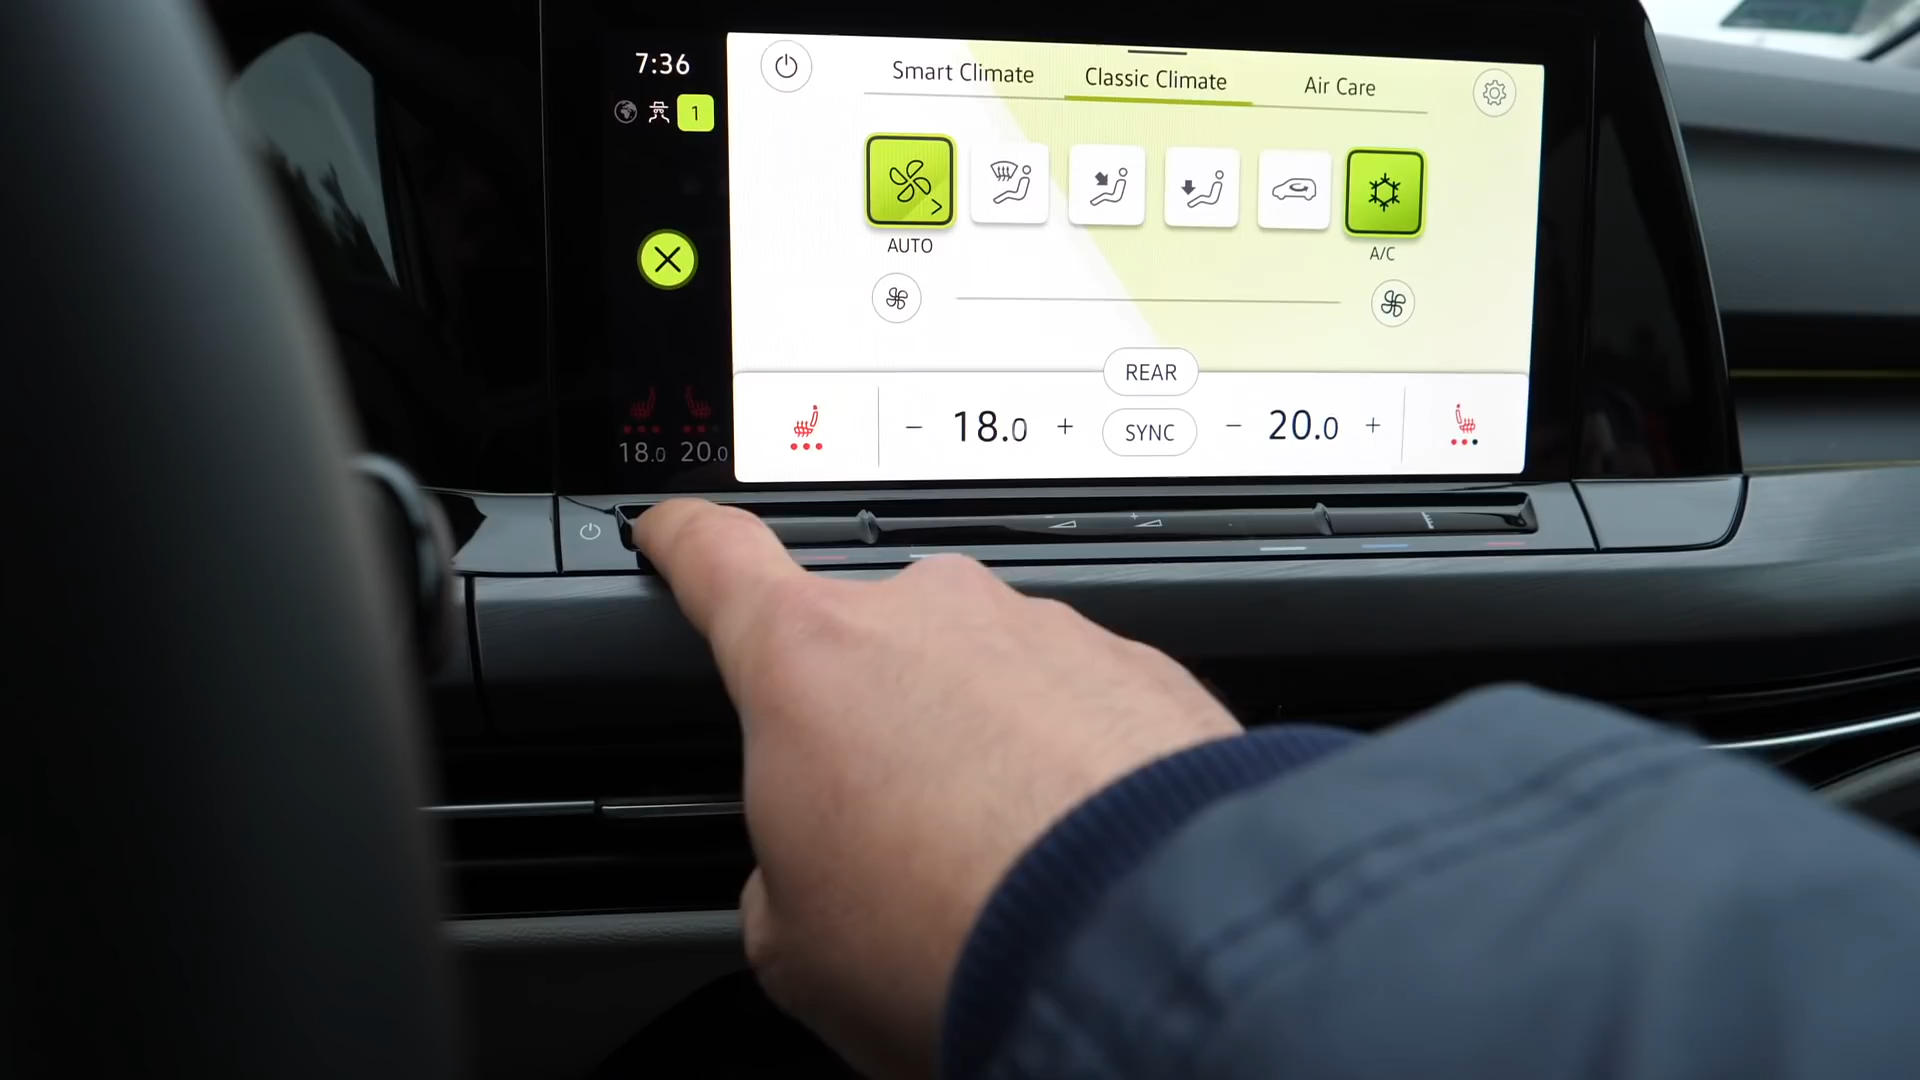 7:36
1
Smart Climate
Classic Climate
Air Care
AUTO
A/C
REAR
18.0
SYNC
20.0
18.0 20.0